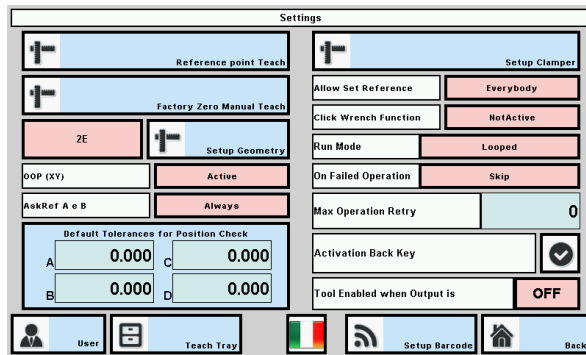 Settings
Reference point Teach
Factory Zero Manual Teach
2E
Setup Geometry
OOP (XY)
Active
AskRef A e B
Always
Default Tolerances for Position Check
A 0.000 C 0.000
B 0.000 D 0.000
Setup Clamper
Allow Set Reference
Everybody
Click Wrench Function
NotActive
Run Mode
Looped
On Failed Operation
Skip
Max Operation Retry
0
Activation Back Key
Tool Enabled when Output is
OFF
User
Teach Tray
Setup Barcode
Back